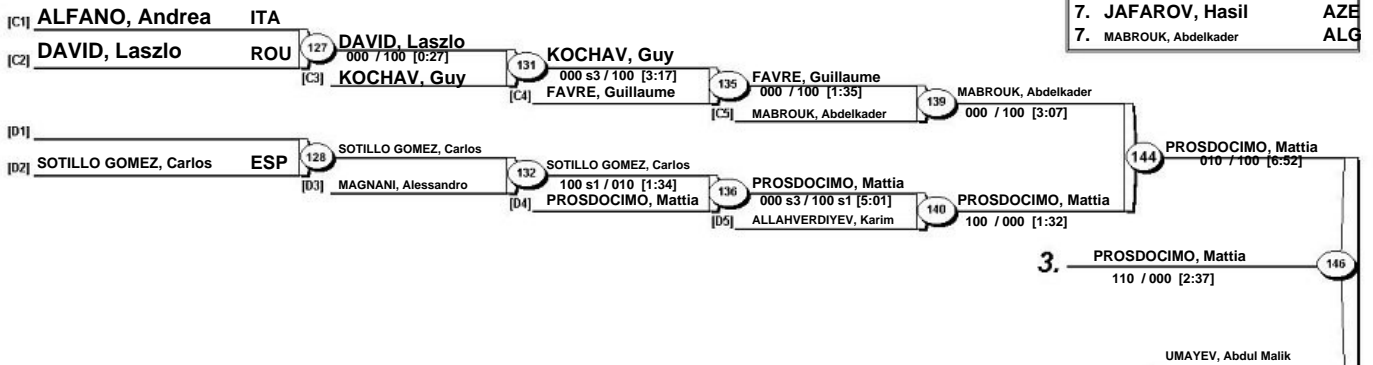 7. JAFAROV, Hasil AZE
7. MABROUK, Abdelkader ALG
[C1] ALFANO, Andrea ITA
[C2] DAVID, Laszlo ROU
127
DAVID, Laszlo
000 / 100 [0:27]
[C3] KOCHAV, Guy
131
KOCHAV, Guy
000 s3 / 100 [3:17]
[C4] FAVRE, Guillaume
135
FAVRE, Guillaume
000 / 100 [1:35]
[C5] MABROUK, Abdelkader
139
MABROUK, Abdelkader
000 / 100 [3:07]
[D1]
[D2] SOTILLO GOMEZ, Carlos ESP
128
SOTILLO GOMEZ, Carlos
[D3] MAGNANI, Alessandro
132
SOTILLO GOMEZ, Carlos
100 s1 / 010 [1:34]
[D4] PROSDOCIMO, Mattia
136
PROSDOCIMO, Mattia
000 s3 / 100 s1 [5:01]
[D5] ALLAHVERDIYEV, Karim
140
PROSDOCIMO, Mattia
100 / 000 [1:32]
144
PROSDOCIMO, Mattia
010 / 100 [6:52]
3. PROSDOCIMO, Mattia
110 / 000 [2:37]
146
UMAYEV, Abdul Malik